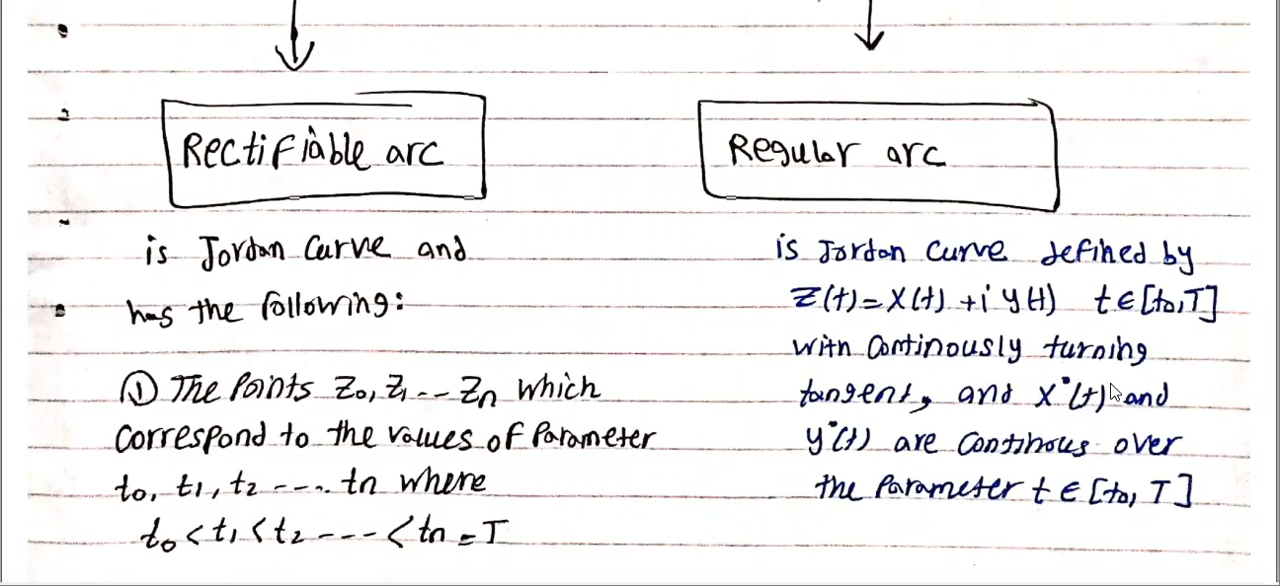 Rectifiable arc
is Jordan Curve and
has the following:
① The Points Z₀, Z₁ -- Zn which
correspond to the values of Parameter
t₀, t₁, t₂ ----. tn where
t₀ < t₁ < t₂ --- < tn = T
Regular arc
is Jordan Curve defined by
Z(t) = X(t) + i y(t) t ∈ [t₀, T]
with Continously turning
tangent, and X°(t) and
y°(t) are Continous over
the Parameter t ∈ [t₀, T]